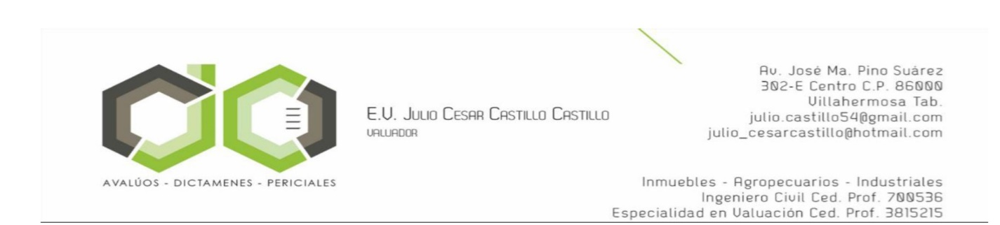 AVALÚOS - DICTAMENES - PERICIALES
E.V. JULIO CESAR CASTILLO CASTILLO
VALUADOR
Av. José Ma. Pino Suárez
302-E Centro C.P. 86000
Villahermosa Tab.
julio.castillo54@gmail.com
julio_cesarcastillo@hotmail.com
Inmuebles - Agropecuarios - Industriales
Ingeniero Civil Ced. Prof. 700536
Especialidad en Valuación Ced. Prof. 3815215